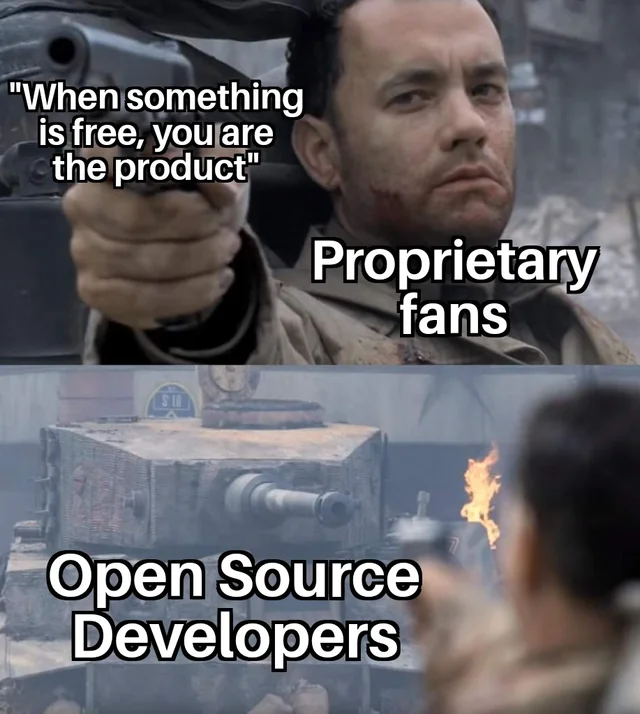 "When something
is free, you are
the product"
Proprietary
fans
Open Source
Developers